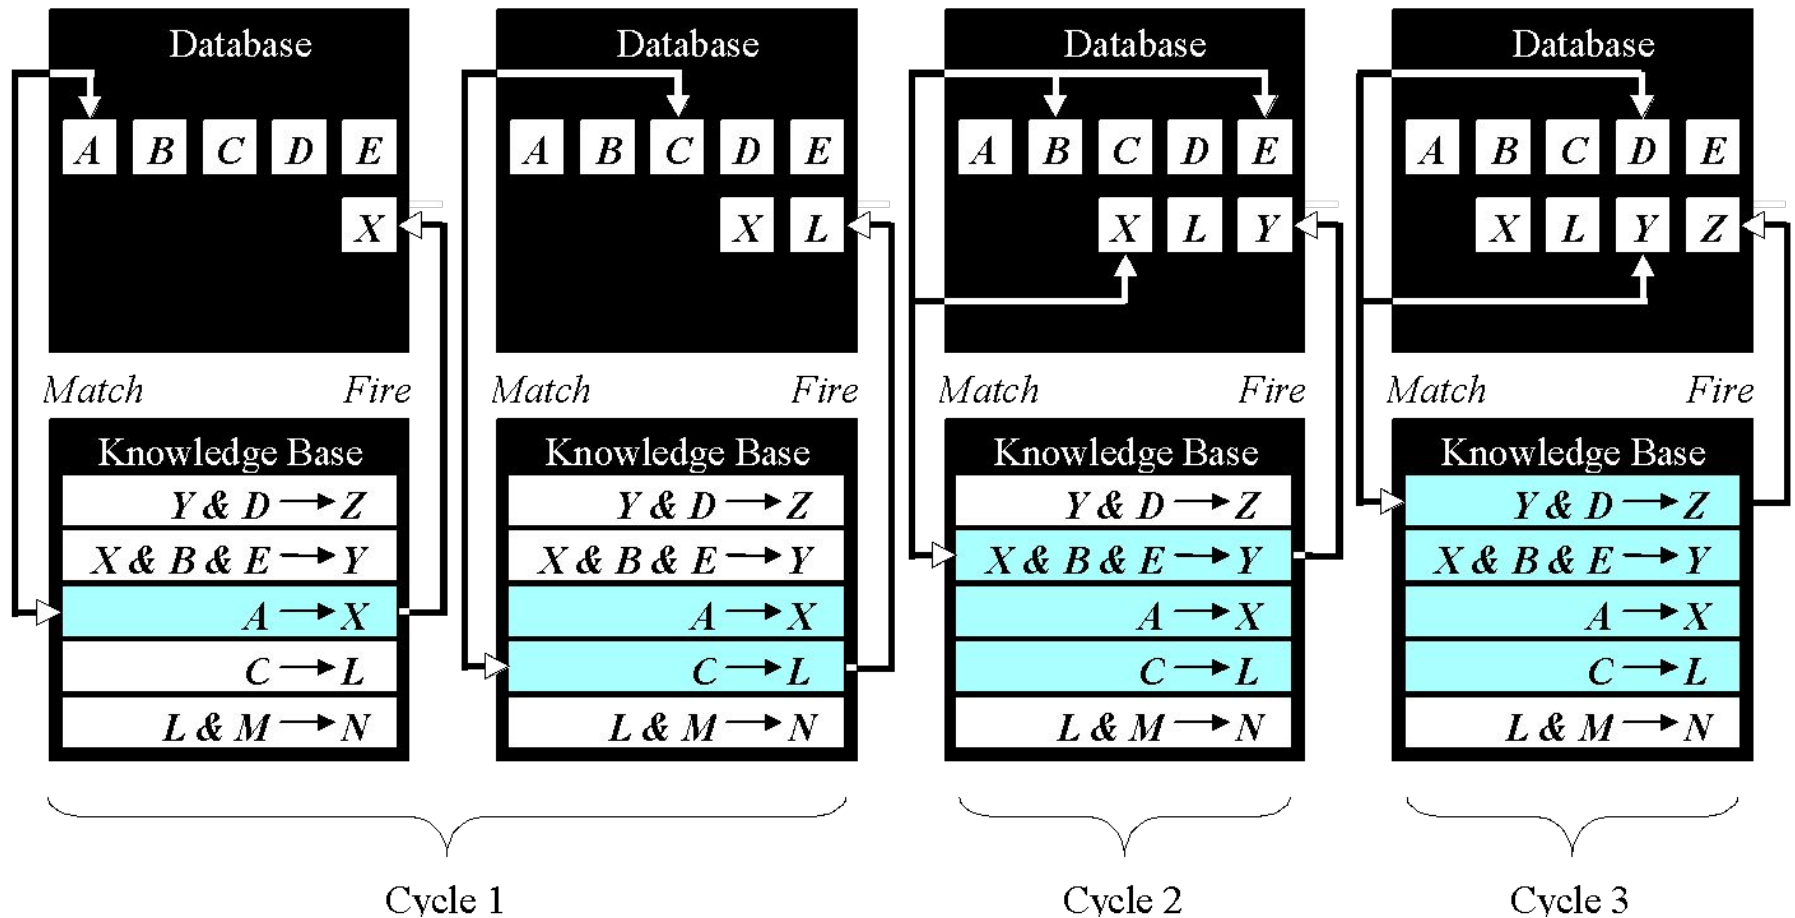 Database
A B C D E
X
Match Fire
Knowledge Base
Y & D → Z
X & B & E → Y
A → X
C → L
L & M → N
Database
A B C D E
X L
Match Fire
Knowledge Base
Y & D → Z
X & B & E → Y
A → X
C → L
L & M → N
Cycle 1
Database
A B C D E
X L Y
Match Fire
Knowledge Base
Y & D → Z
X & B & E → Y
A → X
C → L
L & M → N
Cycle 2
Database
A B C D E
X L Y Z
Match Fire
Knowledge Base
Y & D → Z
X & B & E → Y
A → X
C → L
L & M → N
Cycle 3